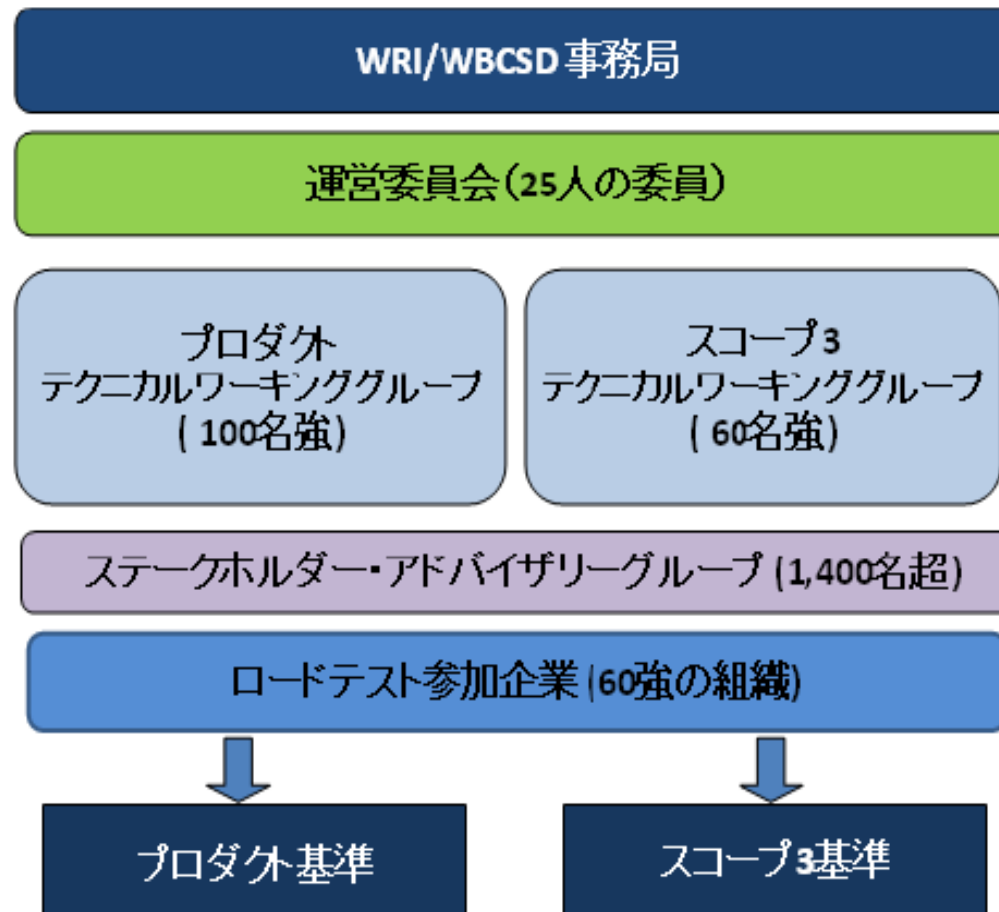 WRI/WBCSD 事務局
運営委員会(25人の委員)
プロダクト
テクニカルワーキンググループ
( 100名強)
スコープ3
テクニカルワーキンググループ
( 60名強)
ステークホルダー・アドバイザリーグループ (1,400名超)
ロードテスト参加企業 (60強の組織)
プロダクト基準
スコープ3基準